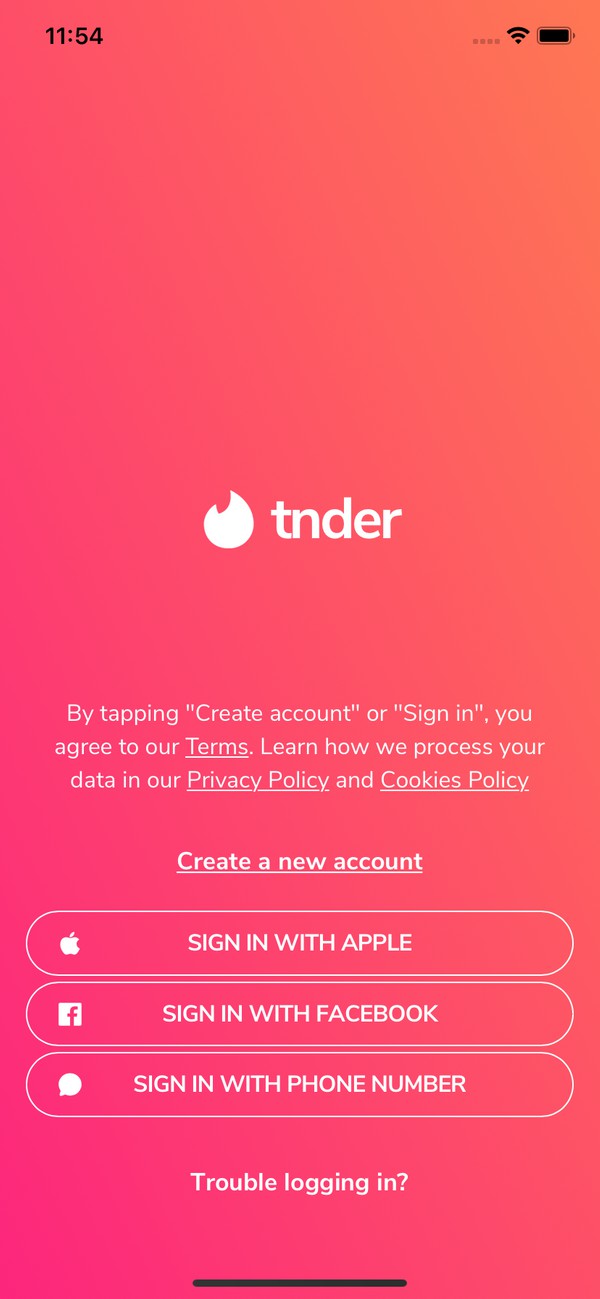 11:54
tnder
By tapping "Create account" or "Sign in", you
agree to our Terms. Learn how we process your
data in our Privacy Policy and Cookies Policy
Create a new account
SIGN IN WITH APPLE
SIGN IN WITH FACEBOOK
SIGN IN WITH PHONE NUMBER
Trouble logging in?